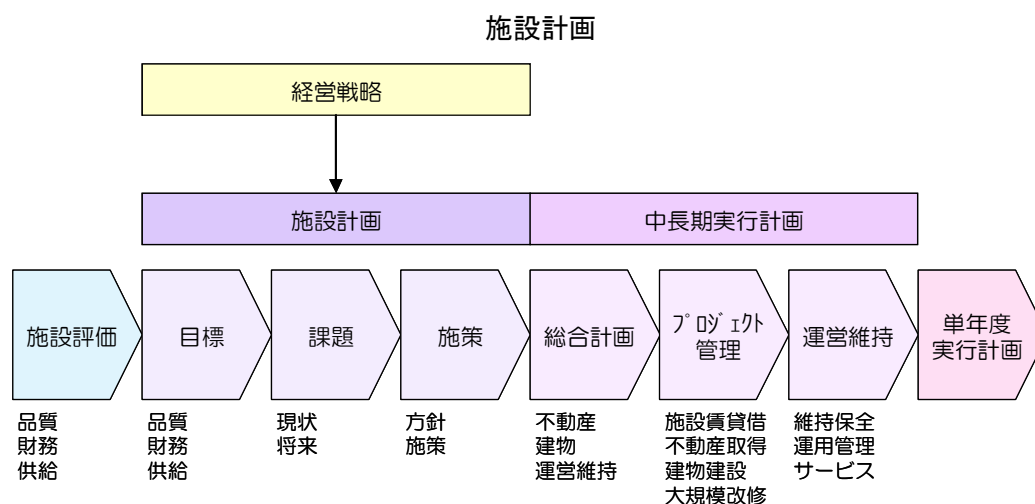 施設計画
経営戦略
施設計画
中長期実行計画
施設評価
目標
課題
施策
総合計画
プロジェクト
管理
運営維持
単年度
実行計画
品質
財務
供給
品質
財務
供給
現状
将来
方針
施策
不動産
建物
運営維持
施設賃貸借
不動産取得
建物建設
大規模改修
維持保全
運用管理
サービス